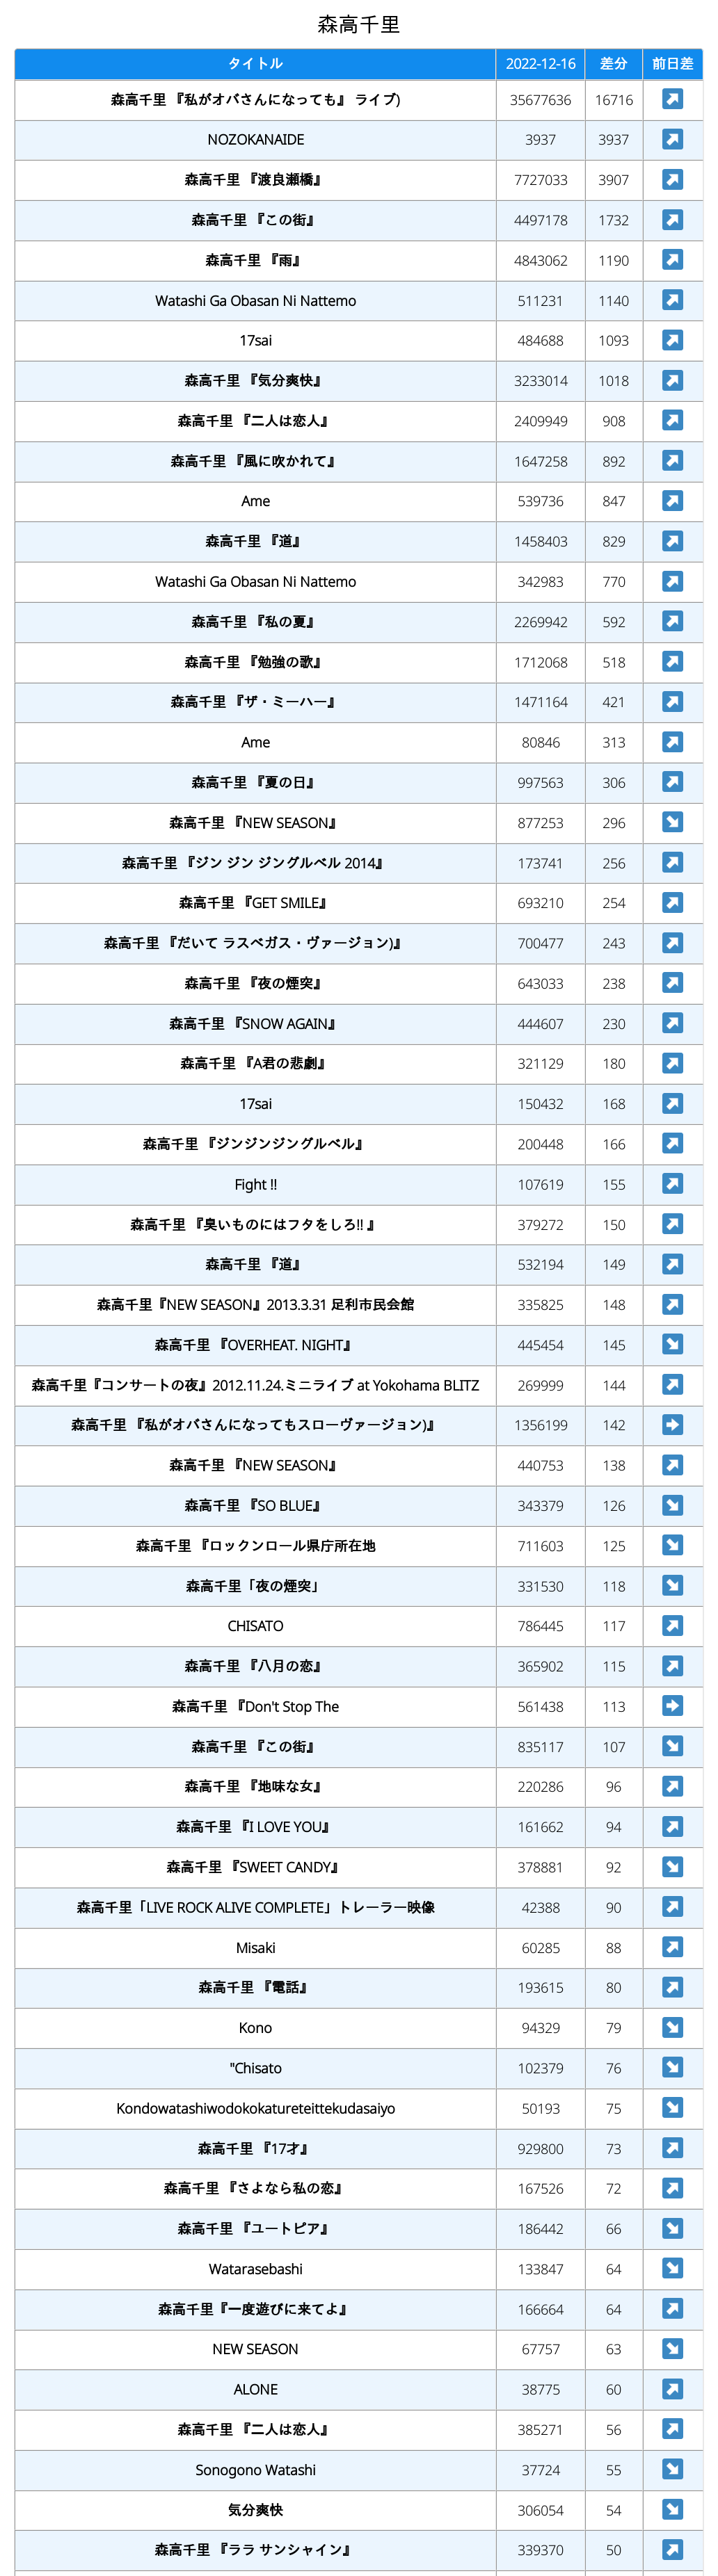 森高千里
タイトル 2022-12-16 差分 前日差
森高千里 『私がオバさんになっても』 ライブ) 35677636 16716 ↗
NOZOKANAIDE 3937 3937 ↗
森高千里 『渡良瀬橋』 7727033 3907 ↗
森高千里 『この街』 4497178 1732 ↗
森高千里 『雨』 4843062 1190 ↗
Watashi Ga Obasan Ni Nattemo 511231 1140 ↗
17sai 484688 1093 ↗
森高千里 『気分爽快』 3233014 1018 ↗
森高千里 『二人は恋人』 2409949 908 ↗
森高千里 『風に吹かれて』 1647258 892 ↗
Ame 539736 847 ↗
森高千里 『道』 1458403 829 ↗
Watashi Ga Obasan Ni Nattemo 342983 770 ↗
森高千里 『私の夏』 2269942 592 ↗
森高千里 『勉強の歌』 1712068 518 ↗
森高千里 『ザ・ミーハー』 1471164 421 ↗
Ame 80846 313 ↗
森高千里 『夏の日』 997563 306 ↗
森高千里 『NEW SEASON』 877253 296 ↘
森高千里 『ジン ジン ジングルベル 2014』 173741 256 ↗
森高千里 『GET SMILE』 693210 254 ↗
森高千里 『だいて ラスベガス・ヴァージョン)』 700477 243 ↗
森高千里 『夜の煙突』 643033 238 ↗
森高千里 『SNOW AGAIN』 444607 230 ↗
森高千里 『A君の悲劇』 321129 180 ↗
17sai 150432 168 ↗
森高千里 『ジンジンジングルベル』 200448 166 ↗
Fight !! 107619 155 ↗
森高千里 『臭いものにはフタをしろ!! 』 379272 150 ↗
森高千里 『道』 532194 149 ↗
森高千里『NEW SEASON』2013.3.31 足利市民会館 335825 148 ↗
森高千里 『OVERHEAT. NIGHT』 445454 145 ↘
森高千里『コンサートの夜』2012.11.24.ミニライブ at Yokohama BLITZ 269999 144 ↗
森高千里 『私がオバさんになってもスローヴァージョン)』 1356199 142 ➡
森高千里 『NEW SEASON』 440753 138 ↗
森高千里 『SO BLUE』 343379 126 ↘
森高千里 『ロックンロール県庁所在地 711603 125 ↘
森高千里「夜の煙突」 331530 118 ↘
CHISATO 786445 117 ↗
森高千里 『八月の恋』 365902 115 ↗
森高千里 『Don't Stop The 561438 113 ➡
森高千里 『この街』 835117 107 ↘
森高千里 『地味な女』 220286 96 ↗
森高千里 『I LOVE YOU』 161662 94 ↗
森高千里 『SWEET CANDY』 378881 92 ↘
森高千里「LIVE ROCK ALIVE COMPLETE」トレーラー映像 42388 90 ↗
Misaki 60285 88 ↗
森高千里 『電話』 193615 80 ↗
Kono 94329 79 ↘
"Chisato 102379 76 ↘
Kondowatashiwodokokatureteittekudasaiyo 50193 75 ↘
森高千里 『17才』 929800 73 ↗
森高千里 『さよなら私の恋』 167526 72 ↗
森高千里 『ユートピア』 186442 66 ↘
Watarasebashi 133847 64 ↘
森高千里『一度遊びに来てよ』 166664 64 ↗
NEW SEASON 67757 63 ↘
ALONE 38775 60 ↗
森高千里 『二人は恋人』 385271 56 ↗
Sonogono Watashi 37724 55 ↘
気分爽快 306054 54 ↘
森高千里 『ララ サンシャイン』 339370 50 ↗